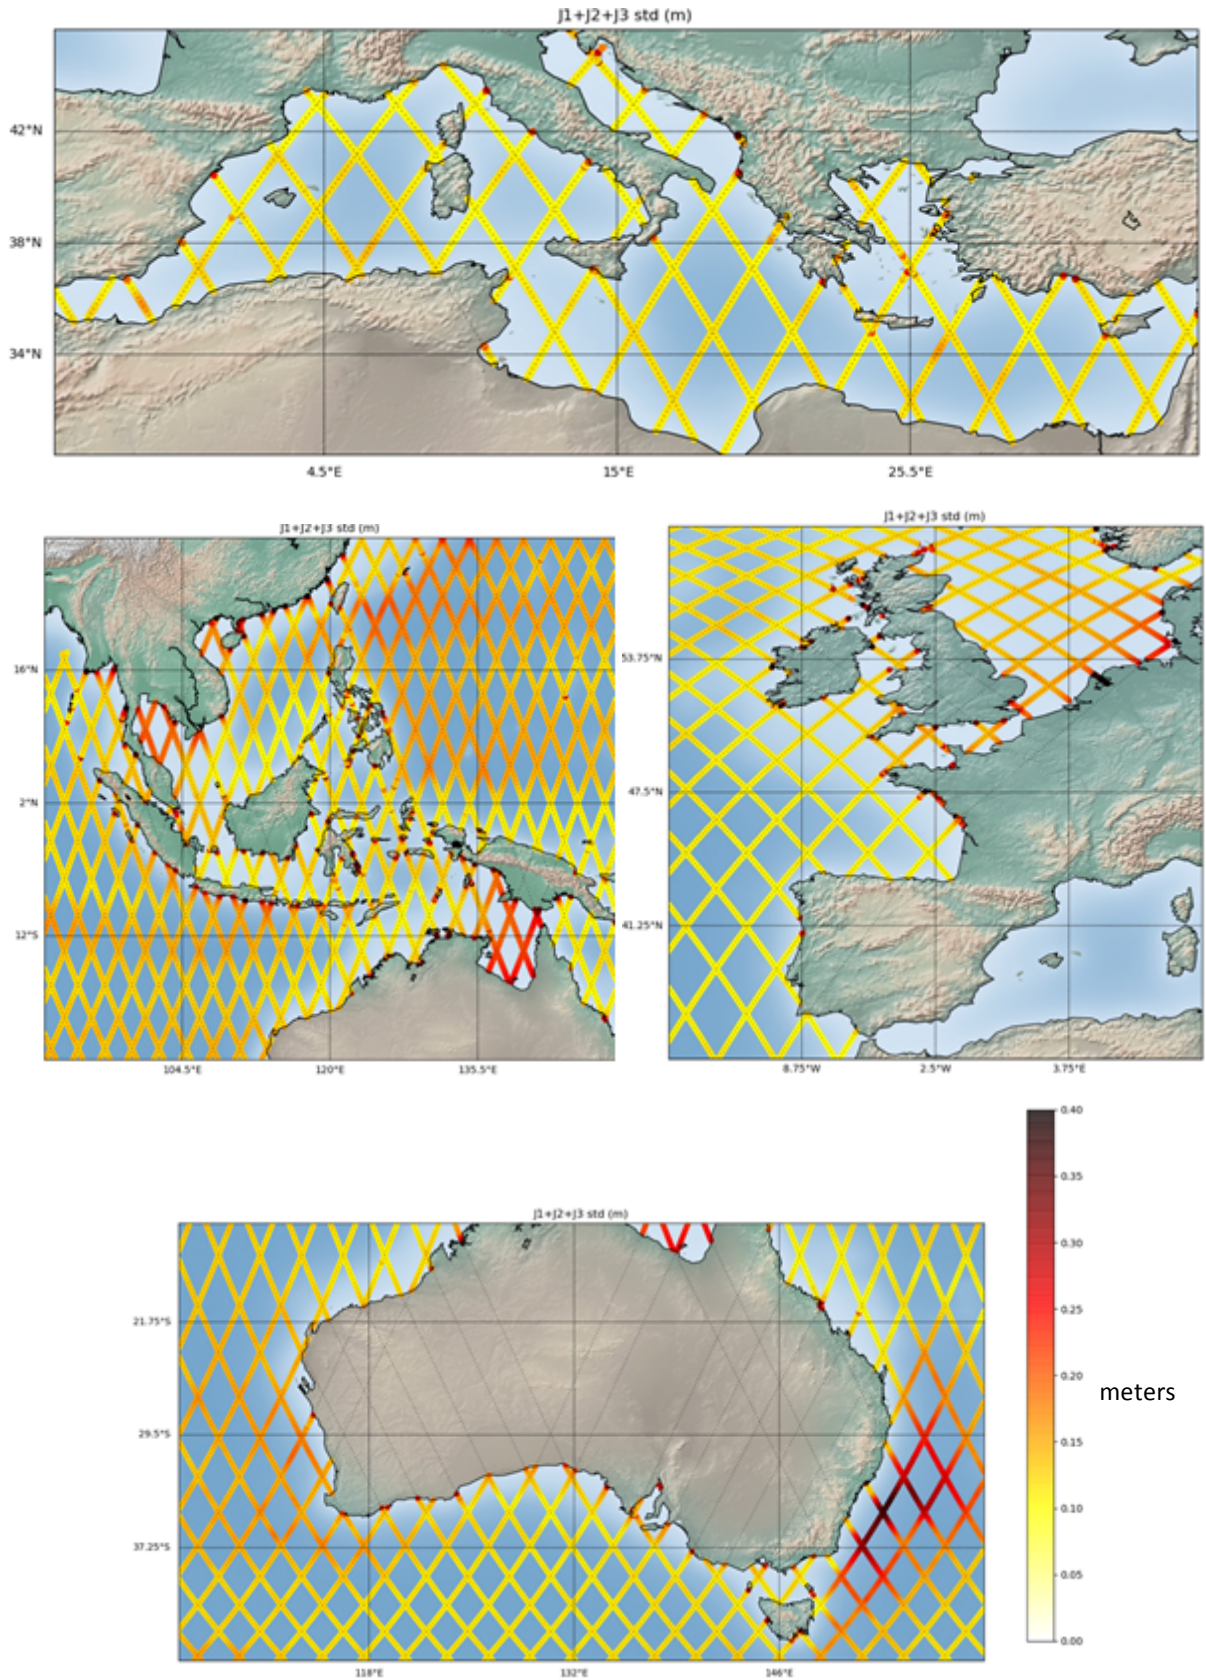 J1+J2+J3 std (m)
42°N
38°N
34°N
4.5°E
15°E
25.5°E
J1+J2+J3 std (m)
16°N
2°N
12°S
104.5°E
120°E
135.5°E
J1+J2+J3 std (m)
53.75°N
47.5°N
41.25°N
8.75°W
2.5°W
3.75°E
J1+J2+J3 std (m)
21.75°S
29.5°S
37.25°S
118°E
132°E
146°E
0.40
0.35
0.30
0.25
0.20
0.15
0.10
0.05
0.00
meters